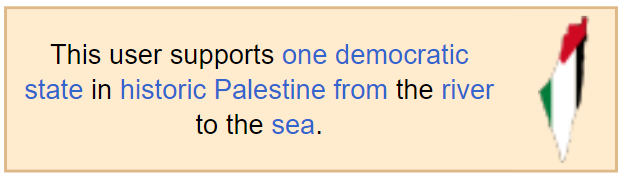 This user supports one democratic
state in historic Palestine from the river
to the sea.